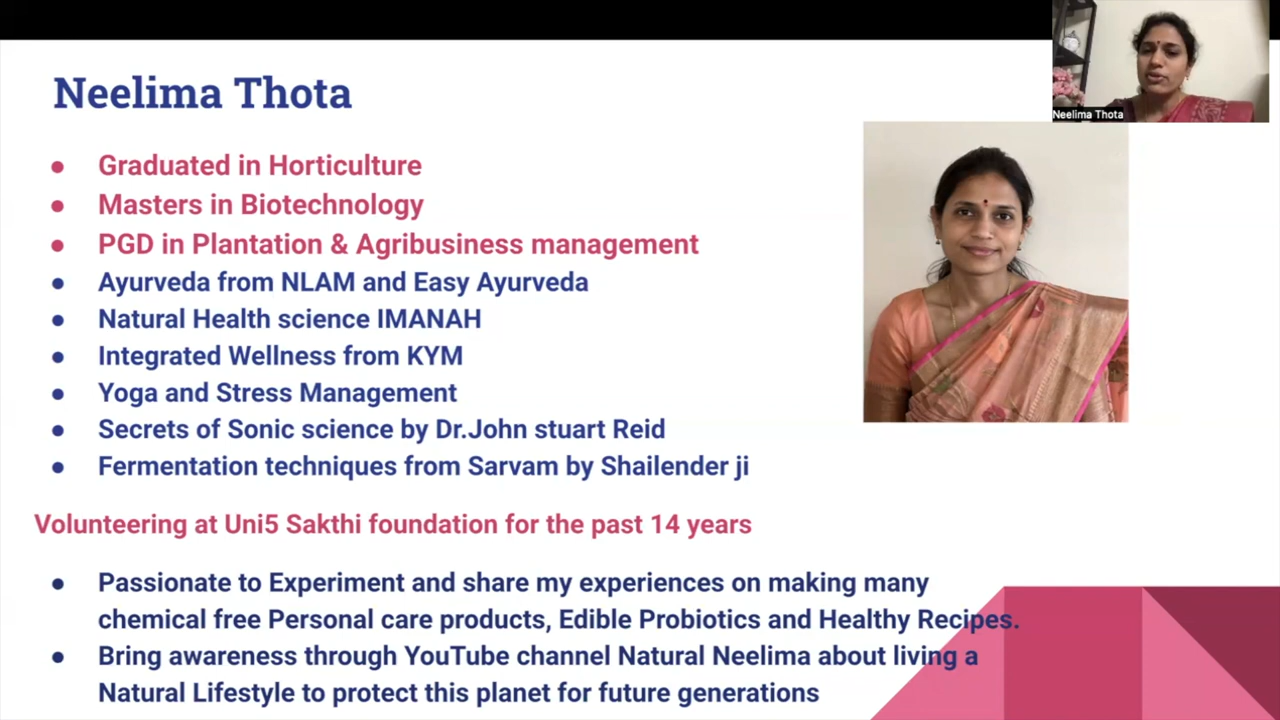 Neelima Thota
Neelima Thota
● Graduated in Horticulture
● Masters in Biotechnology
● PGD in Plantation & Agribusiness management
● Ayurveda from NLAM and Easy Ayurveda
● Natural Health science IMANAH
● Integrated Wellness from KYM
● Yoga and Stress Management
● Secrets of Sonic science by Dr.John stuart Reid
● Fermentation techniques from Sarvam by Shailender ji
Volunteering at Uni5 Sakthi foundation for the past 14 years
● Passionate to Experiment and share my experiences on making many
chemical free Personal care products, Edible Probiotics and Healthy Recipes.
● Bring awareness through YouTube channel Natural Neelima about living a
Natural Lifestyle to protect this planet for future generations